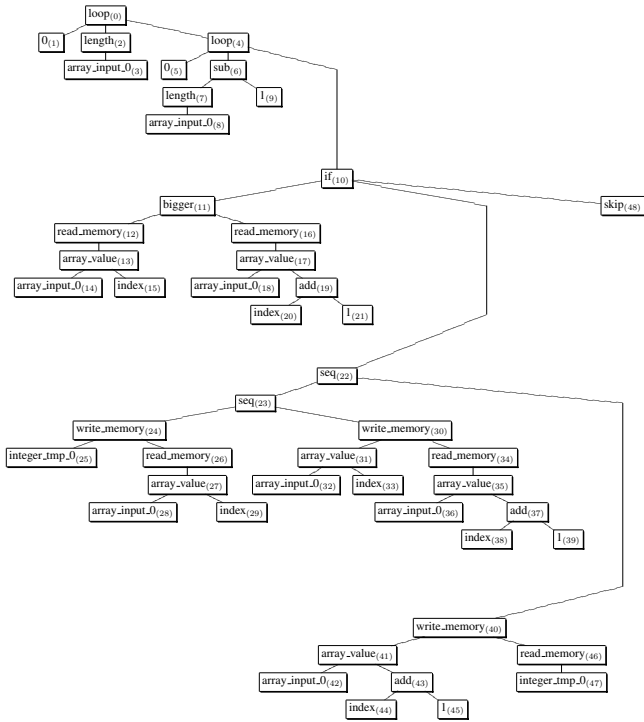 loop(0)
0(1) length(2) loop(4)
array_input_0(3) 0(5) sub(6)
length(7) 1(9)
array_input_0(8)
if(10)
bigger(11) skip(48)
read_memory(12) read_memory(16)
array_value(13) array_value(17)
array_input_0(14) index(15) array_input_0(18) add(19)
index(20) 1(21)
seq(22)
seq(23)
write_memory(24) write_memory(30)
integer_tmp_0(25) read_memory(26) array_value(31) read_memory(34)
array_value(27) array_input_0(32) index(33) array_value(35)
array_input_0(28) index(29) array_input_0(36) add(37)
index(38) 1(39)
write_memory(40)
array_value(41) read_memory(46)
array_input_0(42) add(43) integer_tmp_0(47)
index(44) 1(45)